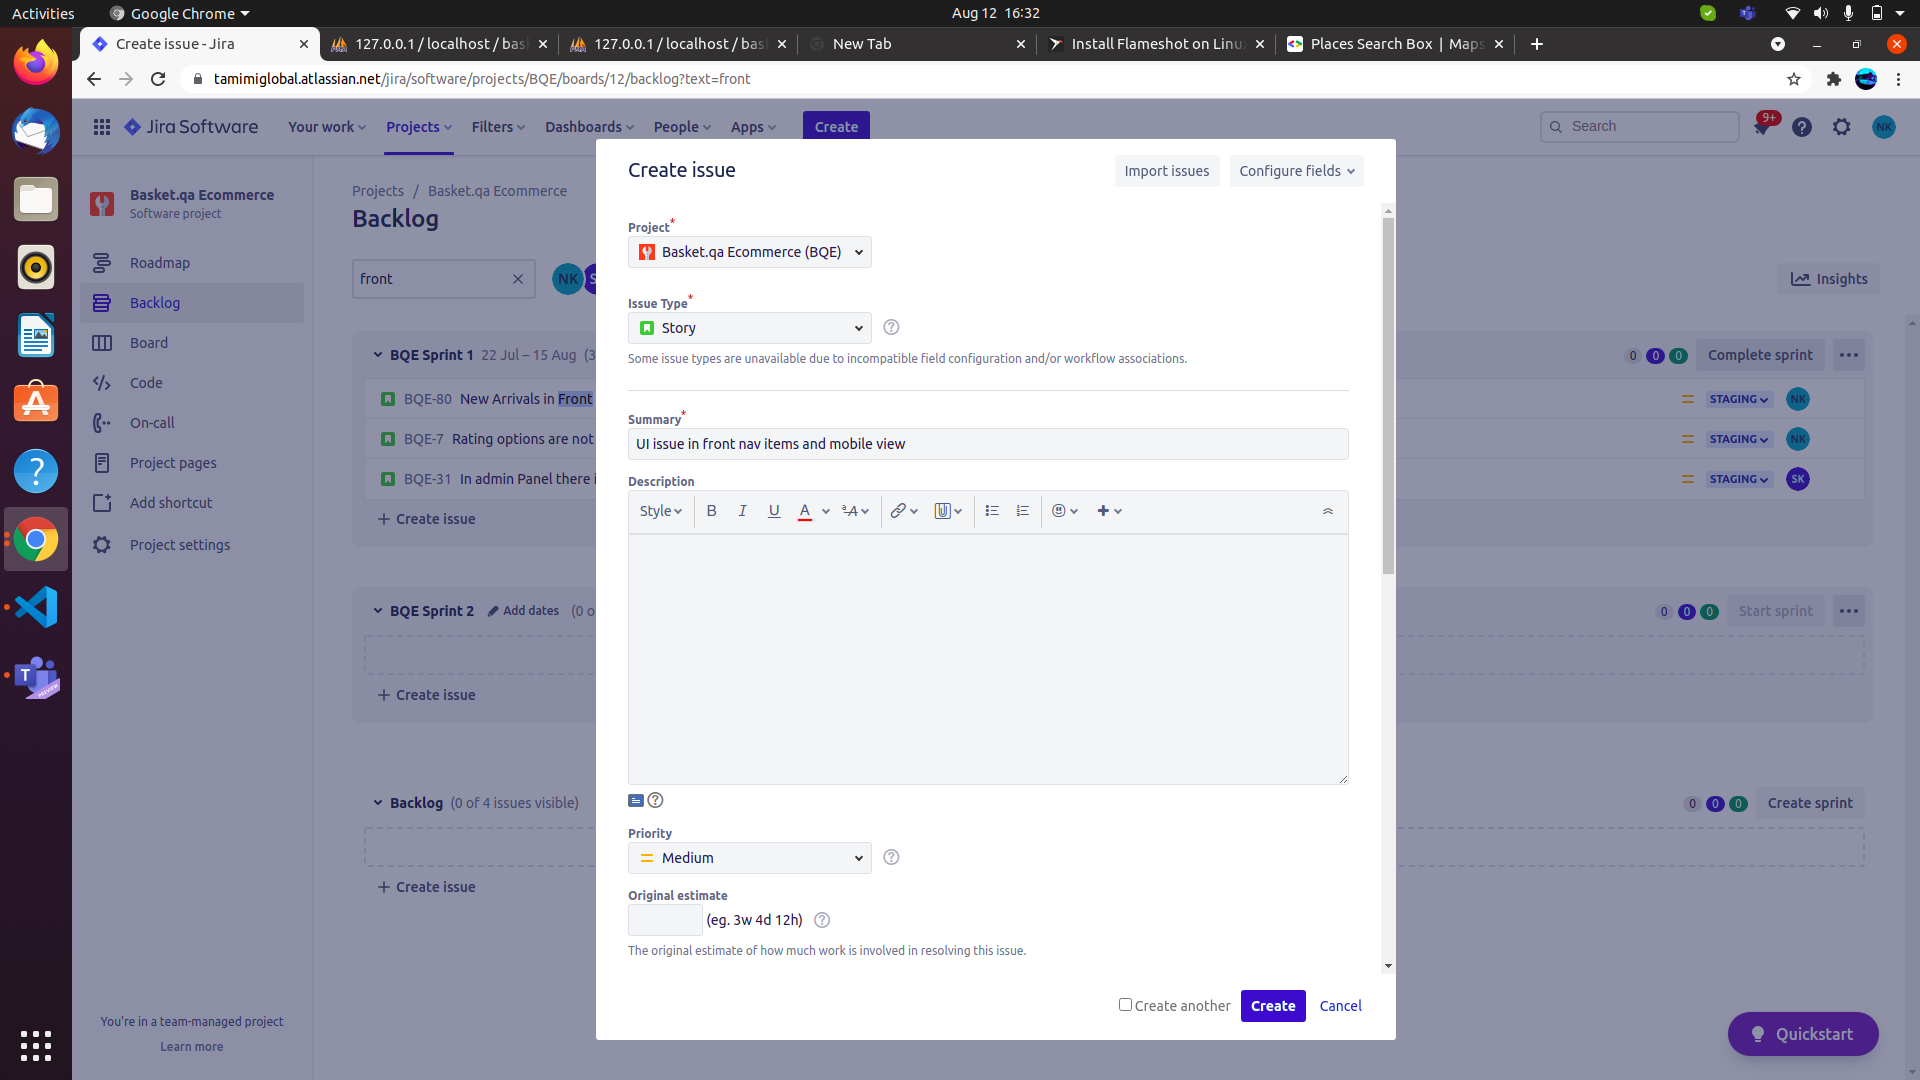 Activities
Google Chrome
Aug 12 16:32
Create issue - Jira
127.0.0.1 / localhost / bas
127.0.0.1 / localhost / bas
New Tab
Install Flameshot on Linu
Places Search Box | Maps
tamimiglobal.atlassian.net/jira/software/projects/BQE/boards/12/backlog?text=front
Jira Software
Your work
Projects
Filters
Dashboards
People
Apps
Create
Search
9+
NK
Basket.qa Ecommerce
Software project
Roadmap
Backlog
Board
Code
On-call
Project pages
Add shortcut
Project settings
You're in a team-managed project
Learn more
Projects / Basket.qa Ecommerce
Backlog
front
NK
S
Insights
BQE Sprint 1 22 Jul – 15 Aug (3
0 0 0 Complete sprint
BQE-80 New Arrivals in Front
STAGING NK
BQE-7 Rating options are not
STAGING NK
BQE-31 In admin Panel there i
STAGING SK
+ Create issue
BQE Sprint 2 Add dates (0 o
0 0 0 Start sprint
+ Create issue
Backlog (0 of 4 issues visible)
0 0 0 Create sprint
+ Create issue
Quickstart
Create issue
Import issues
Configure fields
Project*
Basket.qa Ecommerce (BQE)
Issue Type*
Story
Some issue types are unavailable due to incompatible field configuration and/or workflow associations.
Summary*
UI issue in front nav items and mobile view
Description
Style B I U A ªA
Priority
Medium
Original estimate
(eg. 3w 4d 12h)
The original estimate of how much work is involved in resolving this issue.
Create another
Create
Cancel